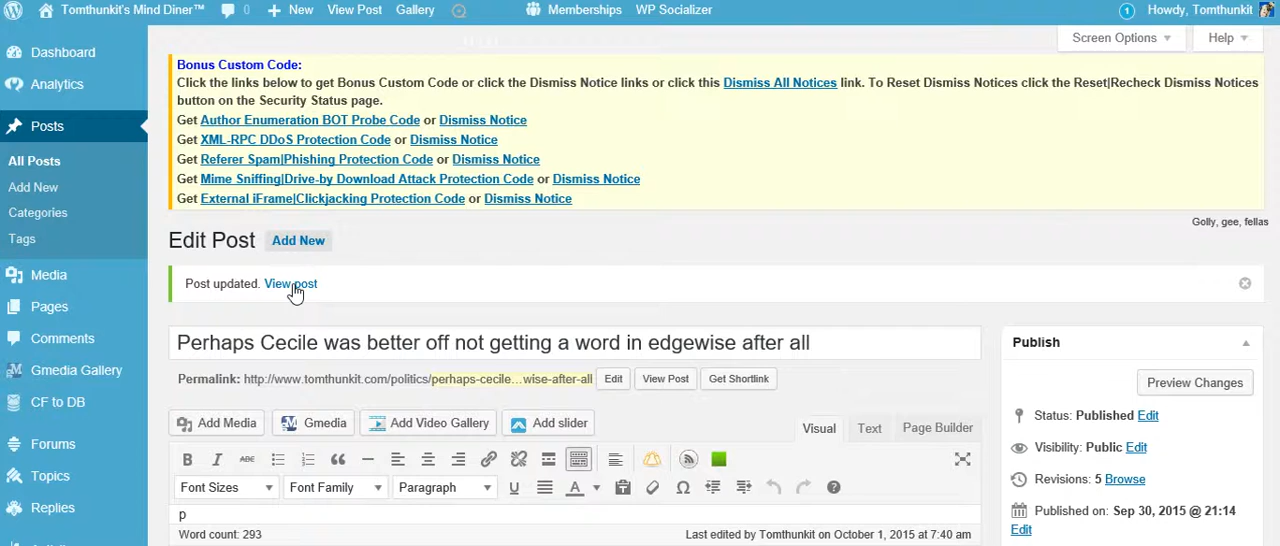 Tomthunkit's Mind Diner™ 0 + New View Post Gallery Memberships WP Socializer 1 Howdy, Tomthunkit
Screen Options Help
Dashboard
Analytics
Posts
All Posts
Add New
Categories
Tags
Media
Pages
Comments
Gmedia Gallery
CF to DB
Forums
Topics
Replies
Bonus Custom Code:
Click the links below to get Bonus Custom Code or click the Dismiss Notice links or click this Dismiss All Notices link. To Reset Dismiss Notices click the Reset|Recheck Dismiss Notices
button on the Security Status page.
Get Author Enumeration BOT Probe Code or Dismiss Notice
Get XML-RPC DDoS Protection Code or Dismiss Notice
Get Referer Spam|Phishing Protection Code or Dismiss Notice
Get Mime Sniffing|Drive-by Download Attack Protection Code or Dismiss Notice
Get External iFrame|Clickjacking Protection Code or Dismiss Notice
Golly, gee, fellas
Edit Post Add New
Post updated. View post
Perhaps Cecile was better off not getting a word in edgewise after all
Permalink: http://www.tomthunkit.com/politics/perhaps-cecile…wise-after-all Edit View Post Get Shortlink
Add Media Gmedia Add Video Gallery Add slider Visual Text Page Builder
B I ABC
Font Sizes Font Family Paragraph U A Ω
p
Word count: 293 Last edited by Tomthunkit on October 1, 2015 at 7:40 am
Publish
Preview Changes
Status: Published Edit
Visibility: Public Edit
Revisions: 5 Browse
Published on: Sep 30, 2015 @ 21:14
Edit